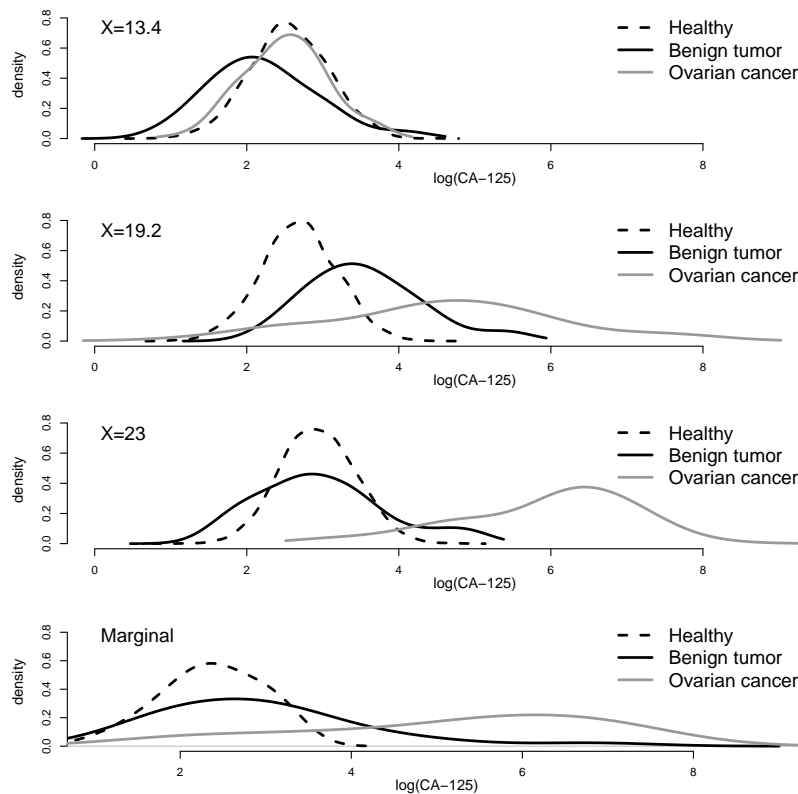 X=13.4
Healthy
Benign tumor
Ovarian cancer
density
0.0 0.2 0.4 0.6 0.8
0 2 4 6 8
log(CA−125)
X=19.2
Healthy
Benign tumor
Ovarian cancer
density
0.0 0.2 0.4 0.6 0.8
0 2 4 6 8
log(CA−125)
X=23
Healthy
Benign tumor
Ovarian cancer
density
0.0 0.2 0.4 0.6 0.8
0 2 4 6 8
log(CA−125)
Marginal
Healthy
Benign tumor
Ovarian cancer
density
0.0 0.2 0.4 0.6 0.8
2 4 6 8
log(CA−125)